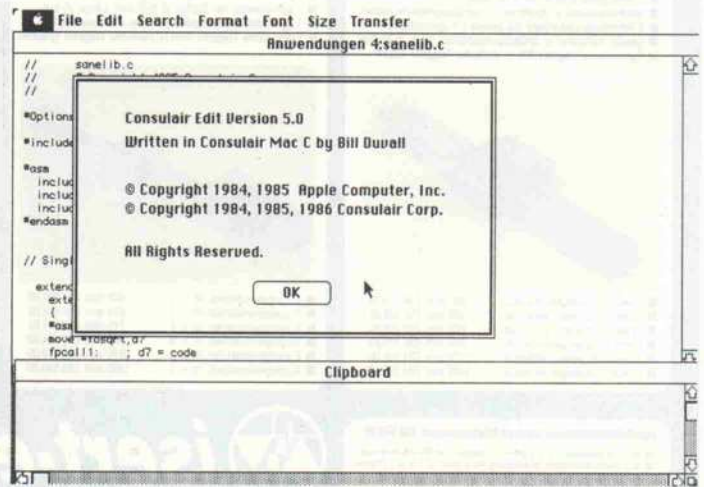 File Edit Search Format Font Size Transfer
Anwendungen 4:sanelib.c
// sanelib.c
//
//
#Options
#include
#asm
includ
includ
includ
#endasm
// Singl
extend
exte
{
#asm
move #fosqrt,d7
fpcall1: ; d7 = code
Consulair Edit Version 5.0
Written in Consulair Mac C by Bill Duvall
© Copyright 1984, 1985 Apple Computer, Inc.
© Copyright 1984, 1985, 1986 Consulair Corp.
All Rights Reserved.
OK
Clipboard